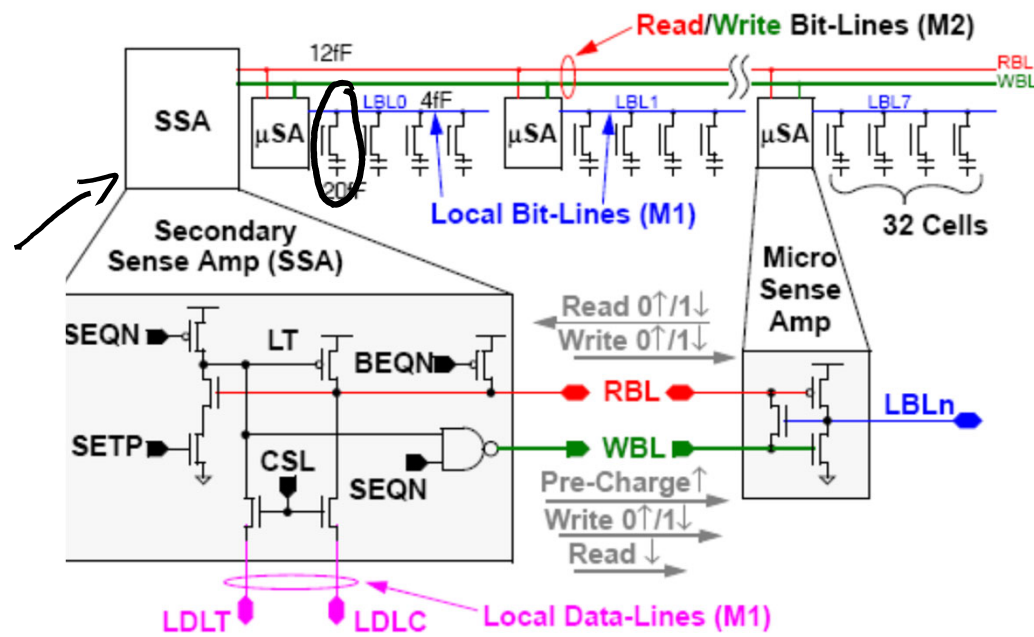 Read/Write Bit-Lines (M2)
12fF
RBL
WBL
SSA
µSA
LBL0
4fF
µSA
LBL1
µSA
LBL7
20fF
Local Bit-Lines (M1)
32 Cells
Secondary
Sense Amp (SSA)
Micro
Sense
Amp
SEQN
LT
BEQN
Read 0↑/1↓
Write 0↑/1↓
RBL
LBLn
SETP
CSL
SEQN
WBL
Pre-Charge↑
Write 0↑/1↓
Read ↓
LDLT
LDLC
Local Data-Lines (M1)